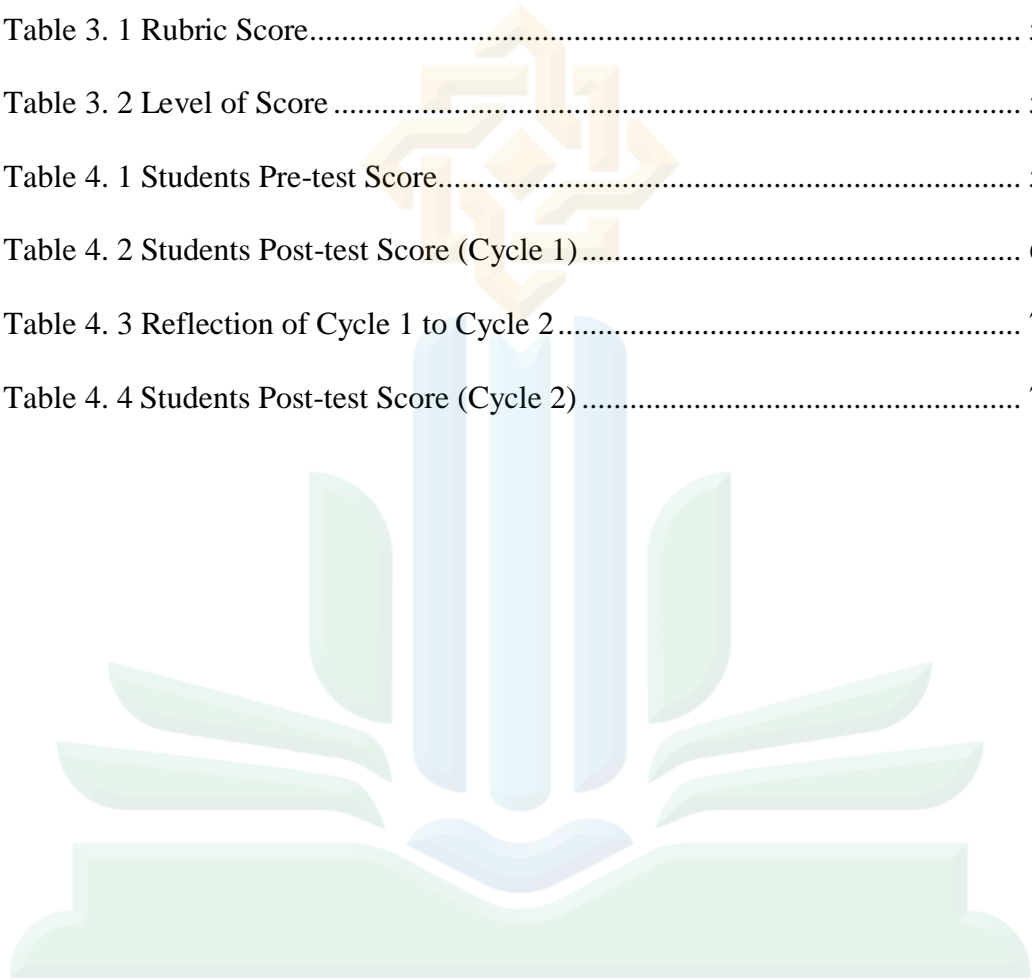 Table 3. 1 Rubric Score
Table 3. 2 Level of Score
Table 4. 1 Students Pre-test Score
Table 4. 2 Students Post-test Score (Cycle 1)
Table 4. 3 Reflection of Cycle 1 to Cycle 2
Table 4. 4 Students Post-test Score (Cycle 2)